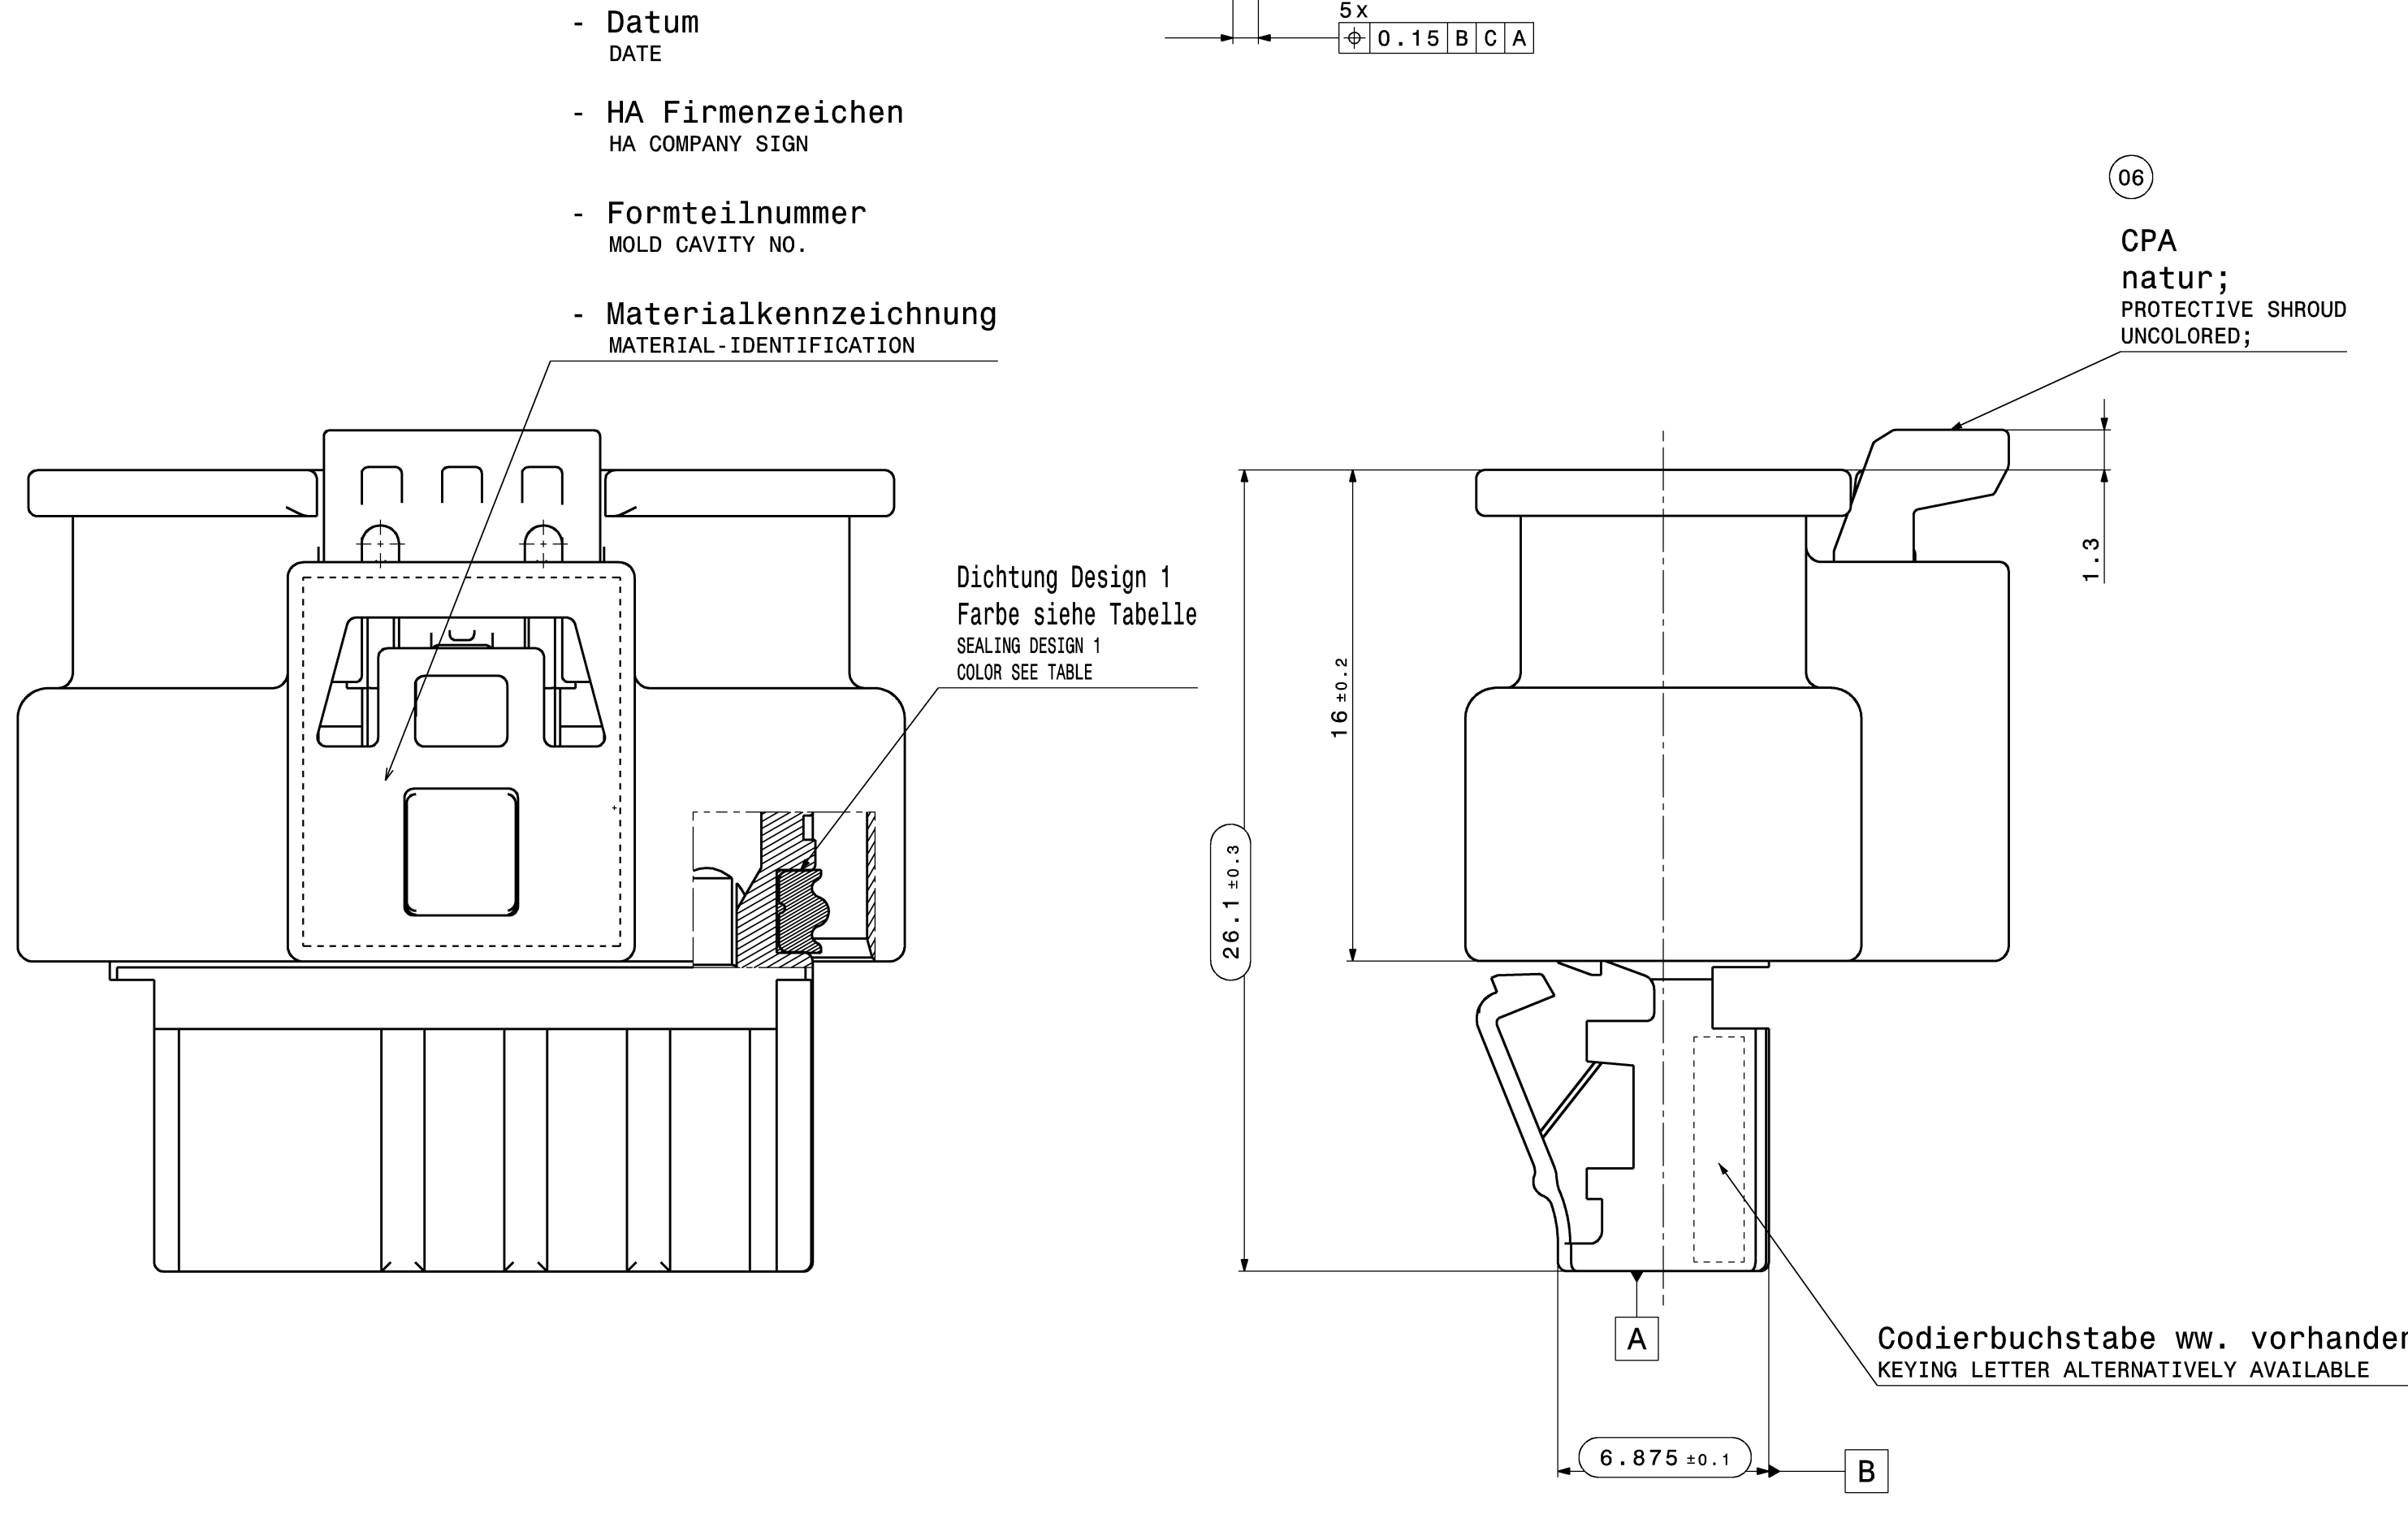 - Datum
DATE
- HA Firmenzeichen
HA COMPANY SIGN
- Formteilnummer
MOLD CAVITY NO.
- Materialkennzeichnung
MATERIAL-IDENTIFICATION
5x
⌖ 0.15 B C A
06
CPA
natur;
PROTECTIVE SHROUD
UNCOLORED;
1.3
Dichtung Design 1
Farbe siehe Tabelle
SEALING DESIGN 1
COLOR SEE TABLE
16 ±0.2
26.1 ±0.3
A
Codierbuchstabe ww. vorhanden
KEYING LETTER ALTERNATIVELY AVAILABLE
6.875 ±0.1
B